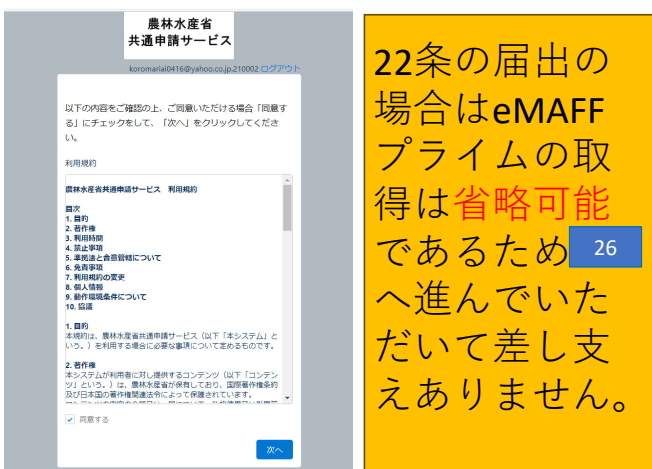 農林水産省
共通申請サービス
koromariai0416@yahoo.co.jp.210002 ログアウト
以下の内容をご確認の上、ご同意いただける場合「同意す
る」にチェックをして、「次へ」をクリックしてくださ
い。
利用規約
農林水産省共通申請サービス 利用規約
目次
1. 目的
2. 著作権
3. 利用時間
4. 禁止事項
5. 準拠法と合意管轄について
6. 免責事項
7. 利用規約の変更
8. 個人情報
9. 動作環境条件について
10. 協議
1. 目的
本規約は、農林水産省共通申請サービス（以下「本システム」と
いう。）を利用する場合に必要な事項について定めるものです。
2. 著作権
本システムが利用者に対し提供するコンテンツ（以下「コンテン
ツ」という。）は、農林水産省が保有しており、国際著作権条約
及び日本国の著作権関連法令によって保護されています。
同意する
次へ
22条の届出の
場合はeMAFF
プライムの取
得は省略可能
であるため 26
へ進んでいた
だいて差し支
えありません。